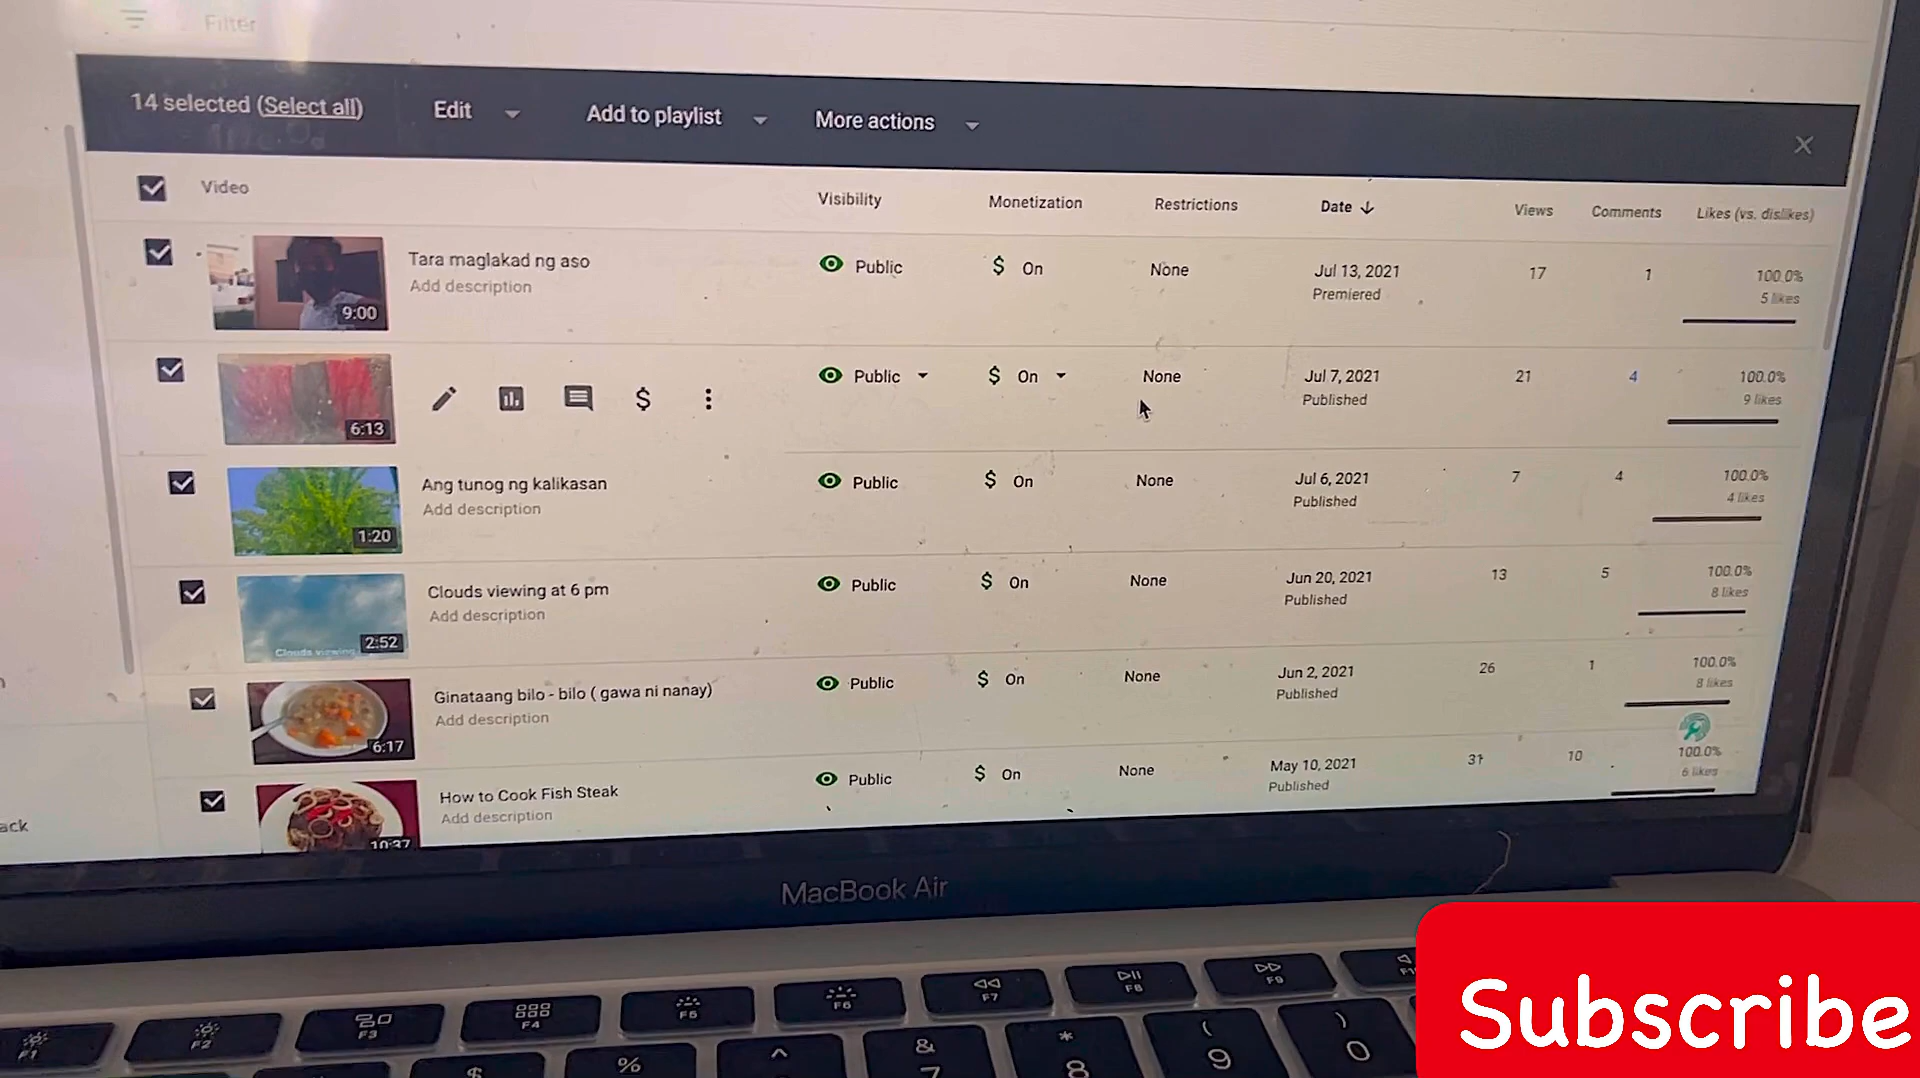 Filter
14 selected (Select all) Edit Add to playlist More actions
Video Visibility Monetization Restrictions Date Views Comments Likes (vs. dislikes)
Tara maglakad ng aso Public $ On None Jul 13, 2021 17 1 100.0%
9:00 Add description Premiered 5 likes
6:13 $ Public $ On None Jul 7, 2021 21 4 100.0%
Published 9 likes
Ang tunog ng kalikasan Public $ On None Jul 6, 2021 7 4 100.0%
1:20 Add description Published 4 likes
Clouds viewing at 6 pm Public $ On None Jun 20, 2021 13 5 100.0%
Clouds viewing 2:52 Add description Published 8 likes
Ginataang bilo - bilo ( gawa ni nanay) Public $ On None Jun 2, 2021 26 1 100.0%
6:17 Add description Published 8 likes
How to Cook Fish Steak Public $ On None May 10, 2021 31 10 100.0%
10:37 Add description Published 6 likes
ack
MacBook Air
F1 F2 F3 F4 F5 F6 F7 F8 F9
$ % ^ & 7 * 8 ( 9 ) 0
Subscribe